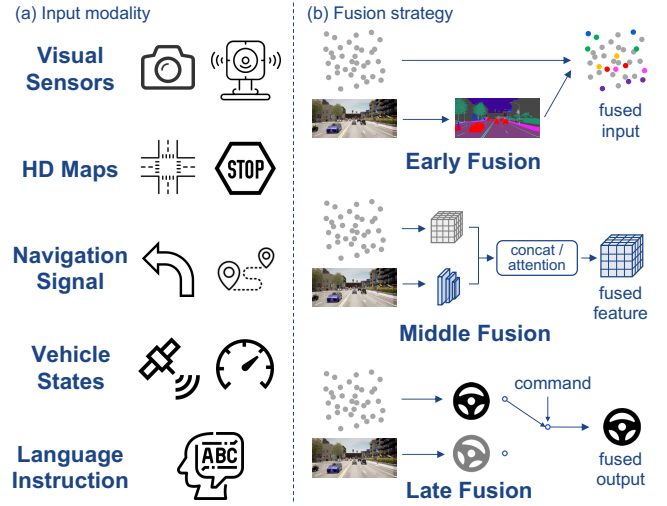 (a) Input modality
Visual
Sensors
HD Maps
STOP
Navigation
Signal
Vehicle
States
Language
Instruction
ABC
(b) Fusion strategy
fused
input
Early Fusion
concat /
attention
fused
feature
Middle Fusion
command
fused
output
Late Fusion